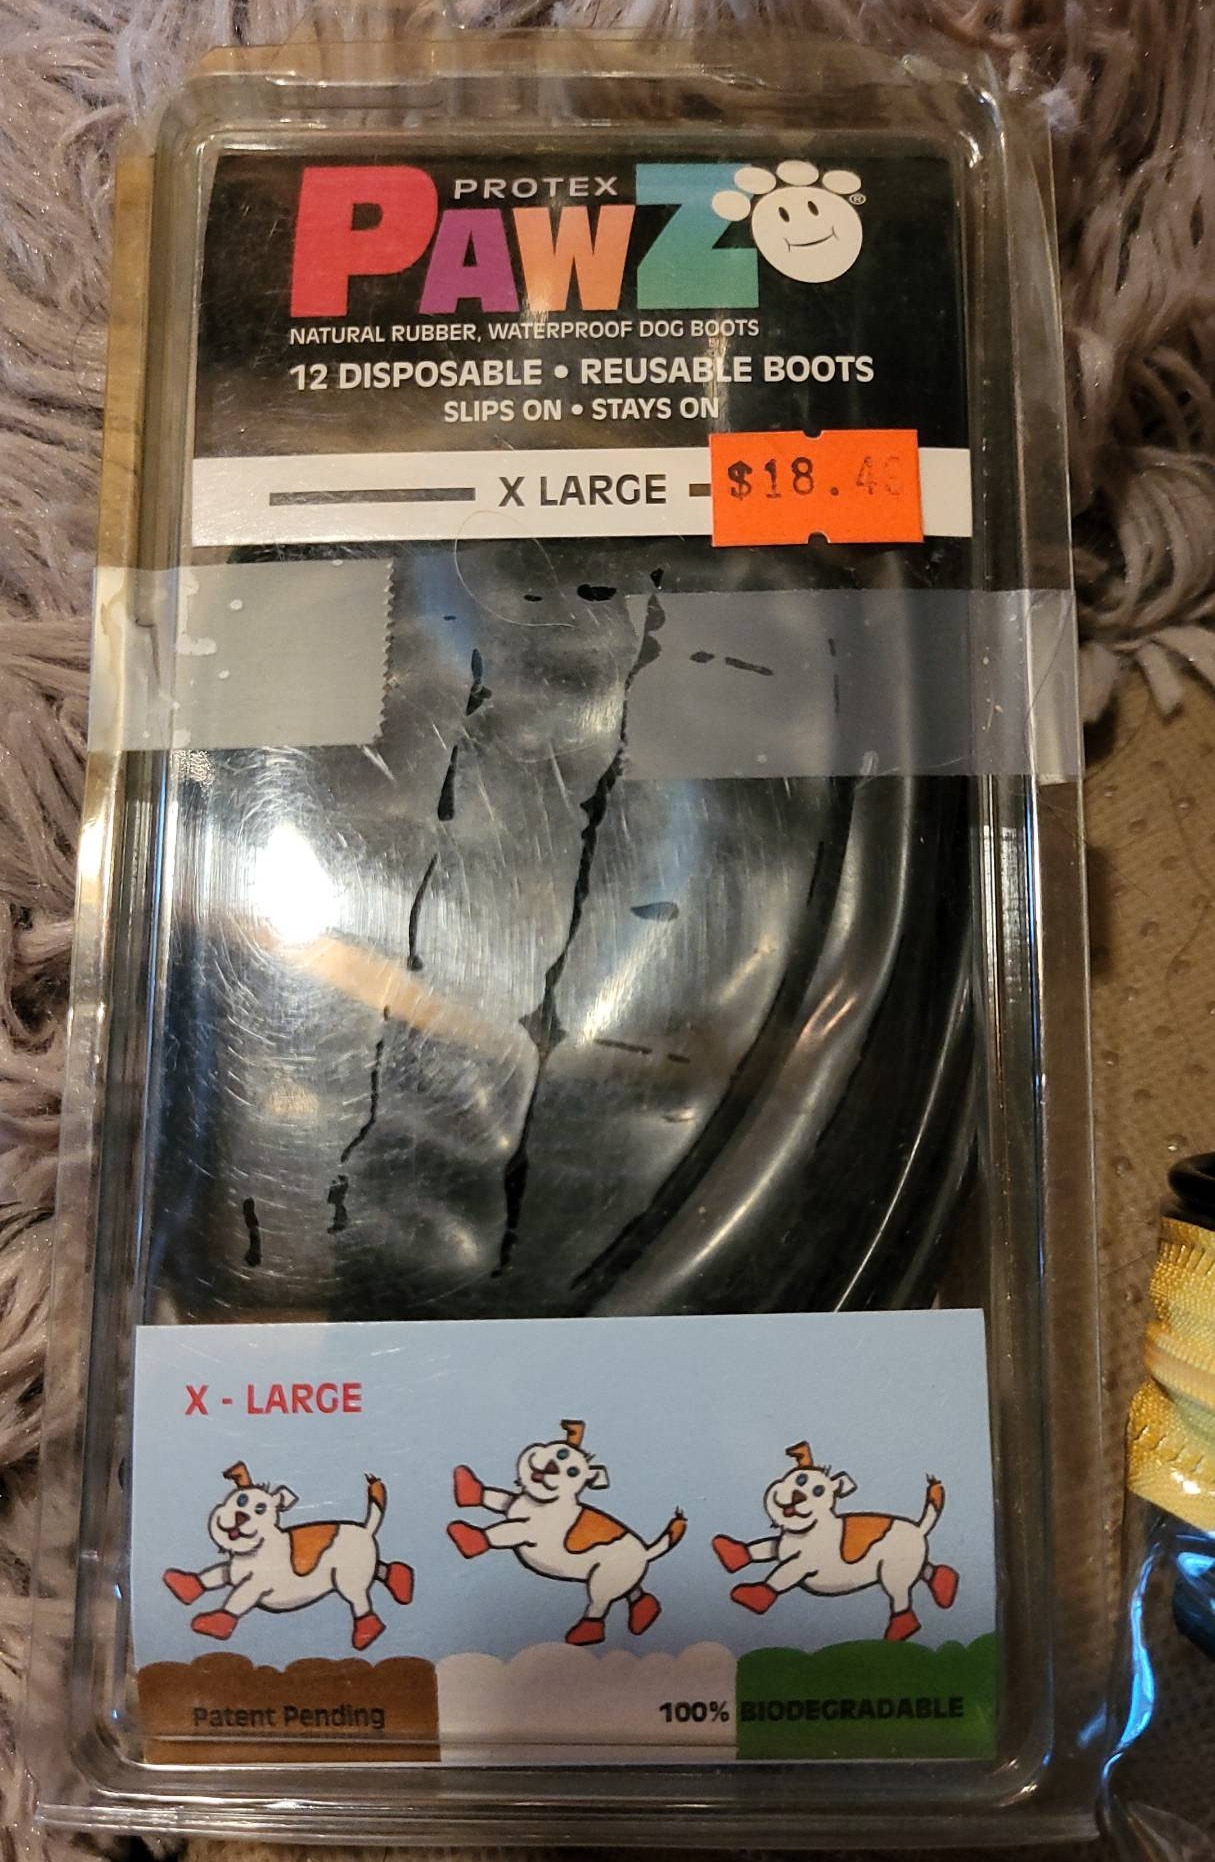 PROTEX
PAWZ ®
NATURAL RUBBER, WATERPROOF DOG BOOTS
12 DISPOSABLE • REUSABLE BOOTS
SLIPS ON • STAYS ON
X LARGE
X - LARGE
Patent Pending
100% BIODEGRADABLE